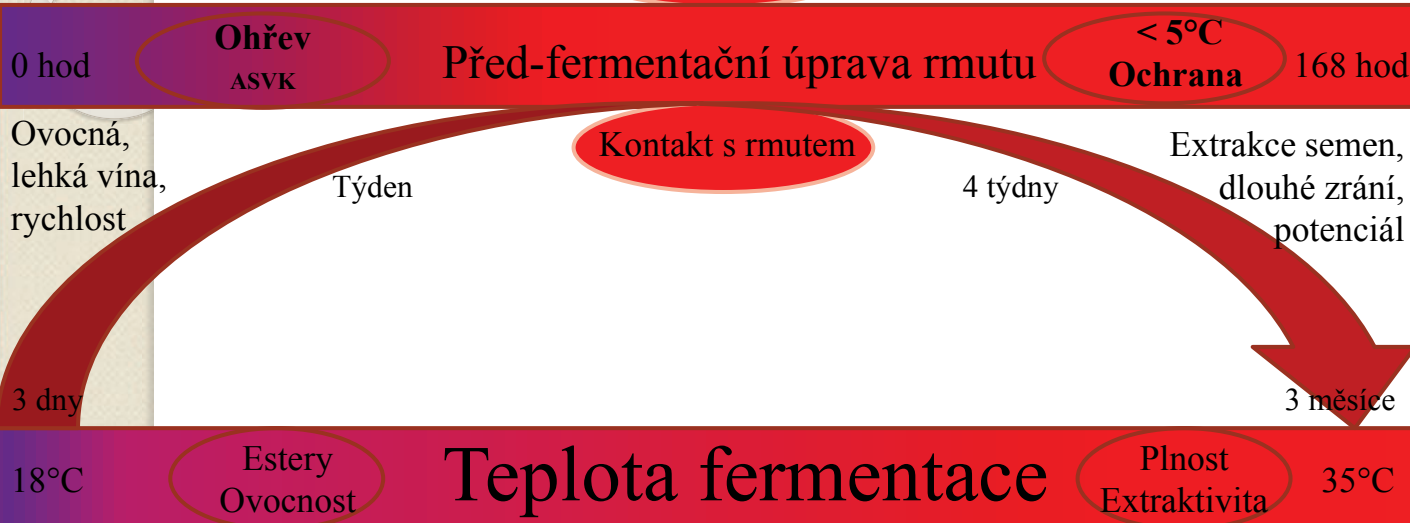 0 hod
Ohřev
ASVK
Před-fermentační úprava rmutu
< 5°C
Ochrana
168 hod
Ovocná,
lehká vína,
rychlost
Týden
Kontakt s rmutem
4 týdny
Extrakce semen,
dlouhé zrání,
potenciál
3 dny
3 měsíce
18°C
Estery
Ovocnost
Teplota fermentace
Plnost
Extraktivita
35°C